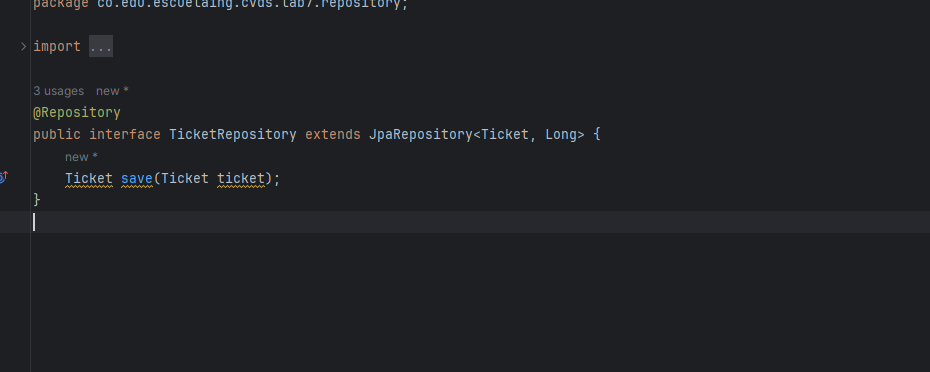 package co.edu.escuelaing.cvds.lab7.repository;
import ...
3 usages new *
@Repository
public interface TicketRepository extends JpaRepository<Ticket, Long> {
new *
Ticket save(Ticket ticket);
}